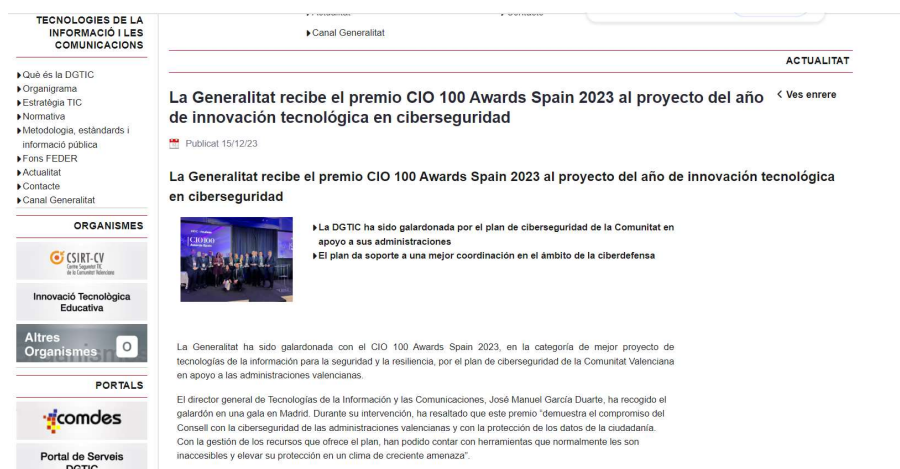 TECNOLOGIES DE LA
INFORMACIÓ I LES
COMUNICACIONS
Què és la DGTIC
Organigrama
Estratègia TIC
Normativa
Metodologia, estàndards i
informació pública
Fons FEDER
Actualitat
Contacte
Canal Generalitat
ORGANISMES
CSIRT-CV
Centre Seguretat TIC
de la Comunitat Valenciana
Innovació Tecnològica
Educativa
Altres
Organismes
PORTALS
comdes
Portal de Serveis
DGTIC
Canal Generalitat
ACTUALITAT
La Generalitat recibe el premio CIO 100 Awards Spain 2023 al proyecto del año
de innovación tecnológica en ciberseguridad
Ves enrere
Publicat 15/12/23
La Generalitat recibe el premio CIO 100 Awards Spain 2023 al proyecto del año de innovación tecnológica
en ciberseguridad
CIO100
La DGTIC ha sido galardonada por el plan de ciberseguridad de la Comunitat en
apoyo a sus administraciones
El plan da soporte a una mejor coordinación en el ámbito de la ciberdefensa
La Generalitat ha sido galardonada con el CIO 100 Awards Spain 2023, en la categoría de mejor proyecto de
tecnologías de la información para la seguridad y la resiliencia, por el plan de ciberseguridad de la Comunitat Valenciana
en apoyo a las administraciones valencianas.
El director general de Tecnologías de la Información y las Comunicaciones, José Manuel García Duarte, ha recogido el
galardón en una gala en Madrid. Durante su intervención, ha resaltado que este premio “demuestra el compromiso del
Consell con la ciberseguridad de las administraciones valencianas y con la protección de los datos de la ciudadanía.
Con la gestión de los recursos que ofrece el plan, han podido contar con herramientas que normalmente les son
inaccesibles y elevar su protección en un clima de creciente amenaza”.